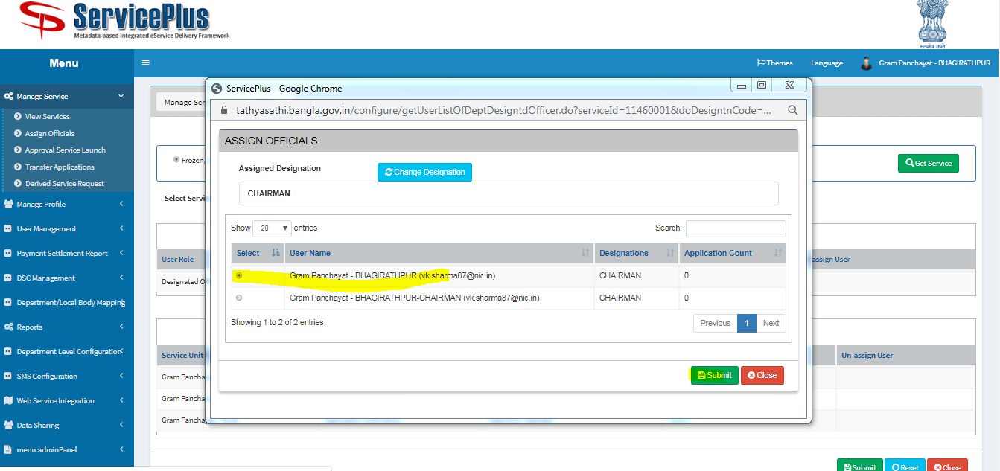 ServicePlus
Metadata-based Integrated eService Delivery Framework
सत्यमेव जयते
Menu
Themes Language Gram Panchayat - BHAGIRATHPUR
Manage Service
View Services
Assign Officials
Approval Service Launch
Transfer Applications
Derived Service Request
Manage Profile
User Management
Payment Settlement Report
DSC Management
Department/Local Body Mapping
Reports
Department Level Configuration
SMS Configuration
Web Service Integration
Data Sharing
menu.adminPanel
Manage Ser
Frozen/
Get Service
Select Servi
User Role
assign User
Designated O
Service Unit
Un-assign User
Gram Pancha
Gram Pancha
Gram Pancha
ServicePlus - Google Chrome
tathyasathi.bangla.gov.in/configure/getUserListOfDeptDesigntdOfficer.do?serviceId=11460001&doDesigntnCode=...
ASSIGN OFFICIALS
Assigned Designation Change Designation
CHAIRMAN
Show 20 entries Search:
Select User Name Designations Application Count
Gram Panchayat - BHAGIRATHPUR (vk.sharma87@nic.in) CHAIRMAN 0
Gram Panchayat - BHAGIRATHPUR-CHAIRMAN (vk.sharma87@nic.in) CHAIRMAN 0
Showing 1 to 2 of 2 entries Previous 1 Next
Submit Close
Submit Reset Close